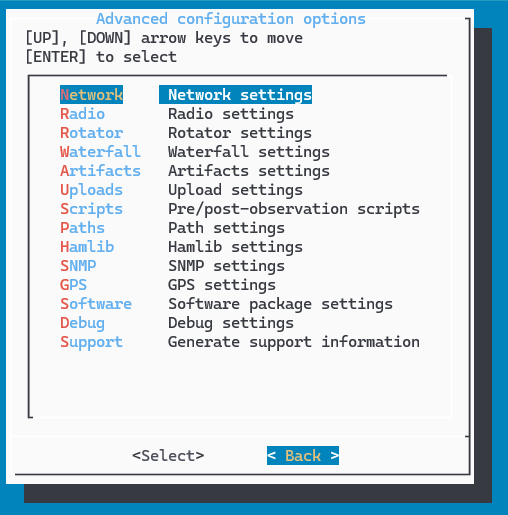 Advanced configuration options
[UP], [DOWN] arrow keys to move
[ENTER] to select
Network Network settings
Radio Radio settings
Rotator Rotator settings
Waterfall Waterfall settings
Artifacts Artifacts settings
Uploads Upload settings
Scripts Pre/post-observation scripts
Paths Path settings
Hamlib Hamlib settings
SNMP SNMP settings
GPS GPS settings
Software Software package settings
Debug Debug settings
Support Generate support information
<Select> < Back >